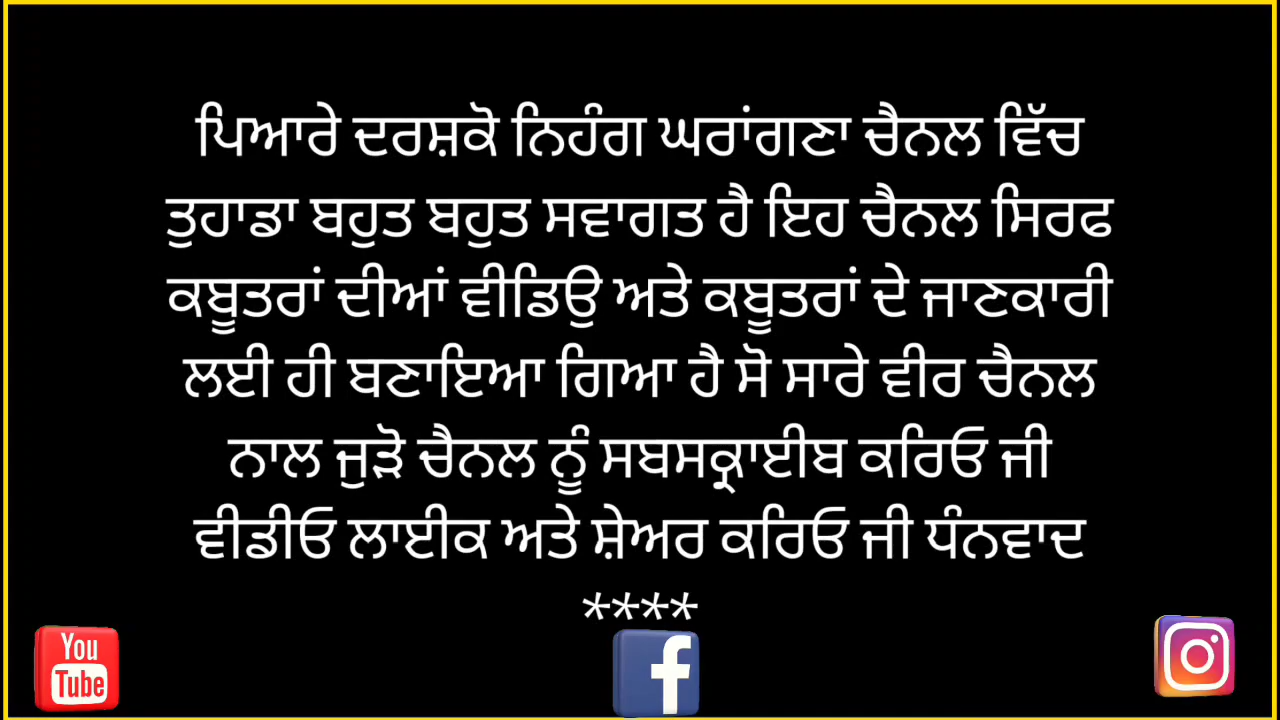 ਪਿਆਰੇ ਦਰਸ਼ਕੋ ਨਿਹੰਗ ਘਰਾਂਗਣਾ ਚੈਨਲ ਵਿੱਚ
ਤੁਹਾਡਾ ਬਹੁਤ ਬਹੁਤ ਸਵਾਗਤ ਹੈ ਇਹ ਚੈਨਲ ਸਿਰਫ
ਕਬੂਤਰਾਂ ਦੀਆਂ ਵੀਡਿਉ ਅਤੇ ਕਬੂਤਰਾਂ ਦੇ ਜਾਣਕਾਰੀ
ਲਈ ਹੀ ਬਣਾਇਆ ਗਿਆ ਹੈ ਸੋ ਸਾਰੇ ਵੀਰ ਚੈਨਲ
ਨਾਲ ਜੁੜੋ ਚੈਨਲ ਨੂੰ ਸਬਸਕ੍ਰਾਈਬ ਕਰਿਓ ਜੀ
ਵੀਡੀਓ ਲਾਈਕ ਅਤੇ ਸ਼ੇਅਰ ਕਰਿਓ ਜੀ ਧੰਨਵਾਦ
****
You
Tube
f